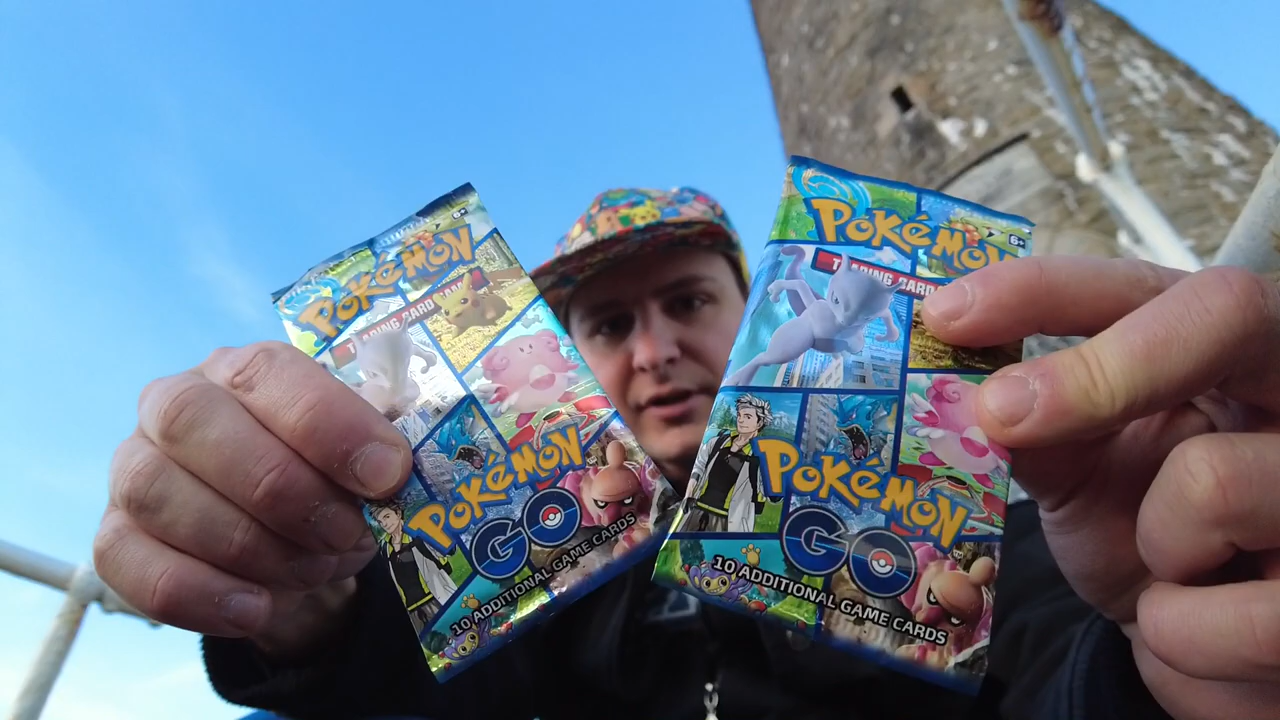 POKéMON
TRADING CARD
6+
POKéMON
GO
10 ADDITIONAL GAME CARDS
POKéMON
TRADING CARD
6+
POKéMON
GO
10 ADDITIONAL GAME CARDS